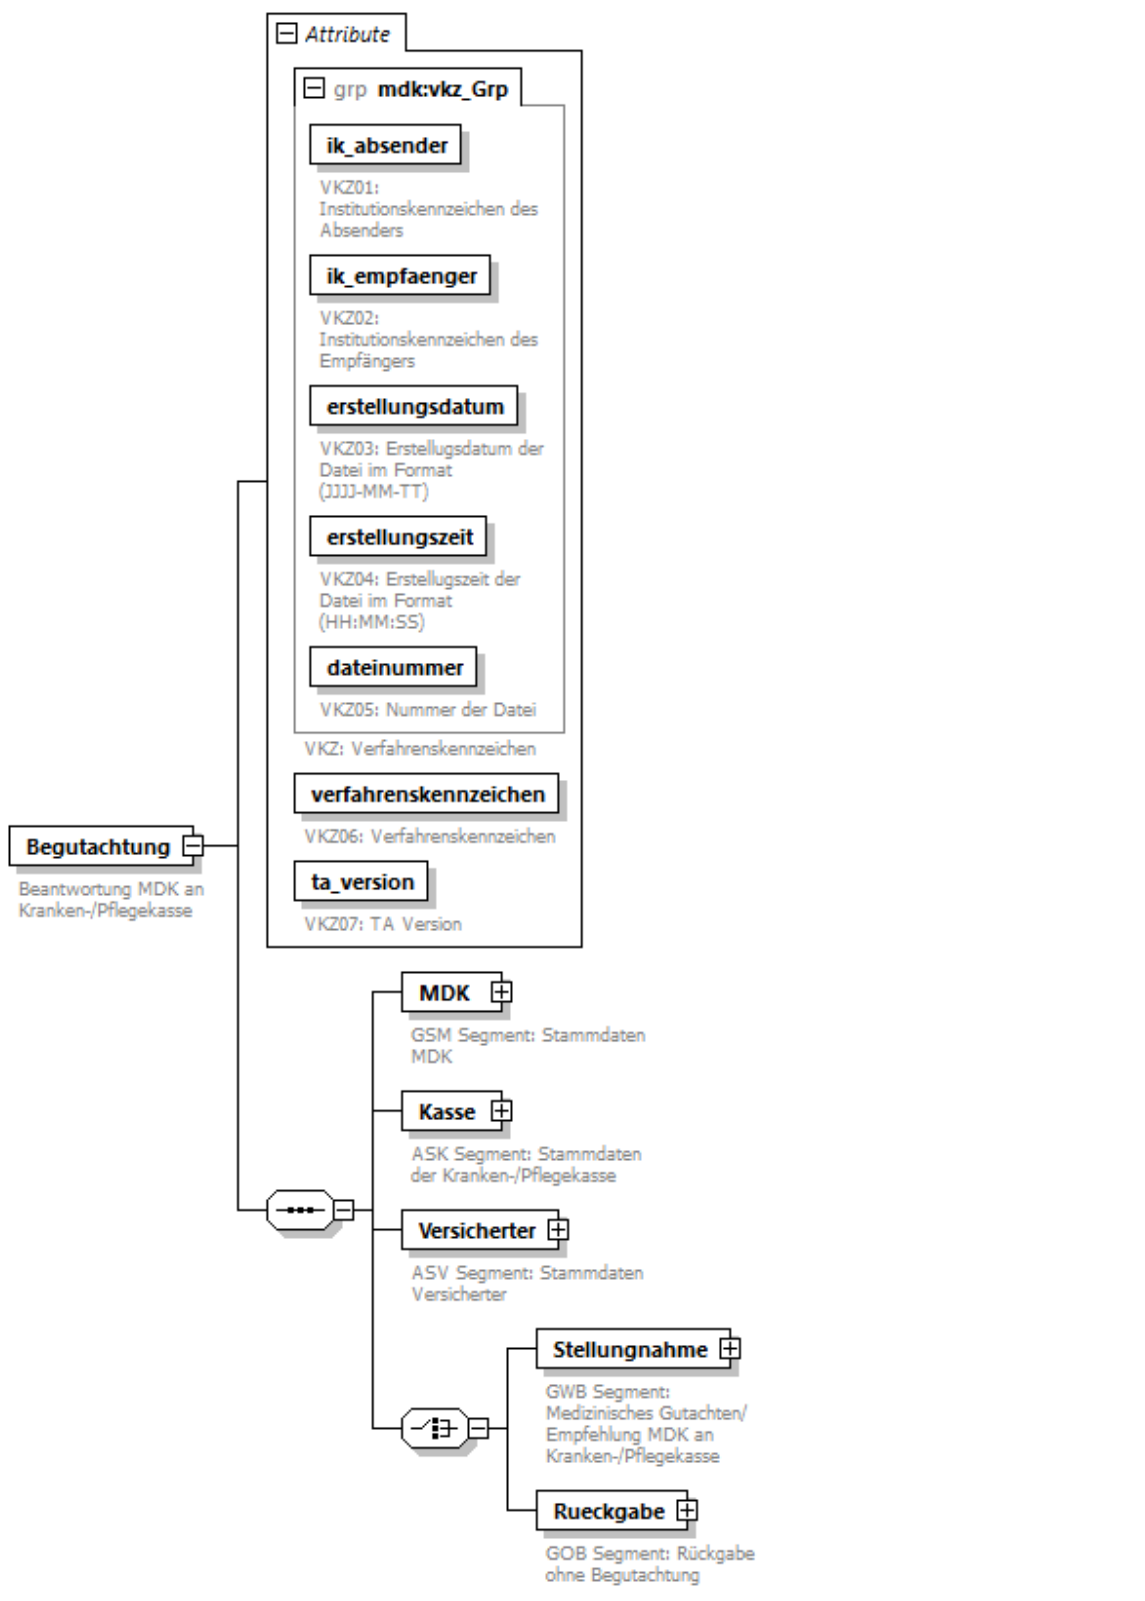 Attribute
grp mdk:vkz_Grp
ik_absender
VKZ01:
Institutionskennzeichen des
Absenders
ik_empfaenger
VKZ02:
Institutionskennzeichen des
Empfängers
erstellungsdatum
VKZ03: Erstellugsdatum der
Datei im Format
(JJJJ-MM-TT)
erstellungszeit
VKZ04: Erstellugszeit der
Datei im Format
(HH:MM:SS)
dateinummer
VKZ05: Nummer der Datei
VKZ: Verfahrenskennzeichen
verfahrenskennzeichen
VKZ06: Verfahrenskennzeichen
ta_version
VKZ07: TA Version
Begutachtung
Beantwortung MDK an
Kranken-/Pflegekasse
MDK
GSM Segment: Stammdaten
MDK
Kasse
ASK Segment: Stammdaten
der Kranken-/Pflegekasse
Versicherter
ASV Segment: Stammdaten
Versicherter
Stellungnahme
GWB Segment:
Medizinisches Gutachten/
Empfehlung MDK an
Kranken-/Pflegekasse
Rueckgabe
GOB Segment: Rückgabe
ohne Begutachtung